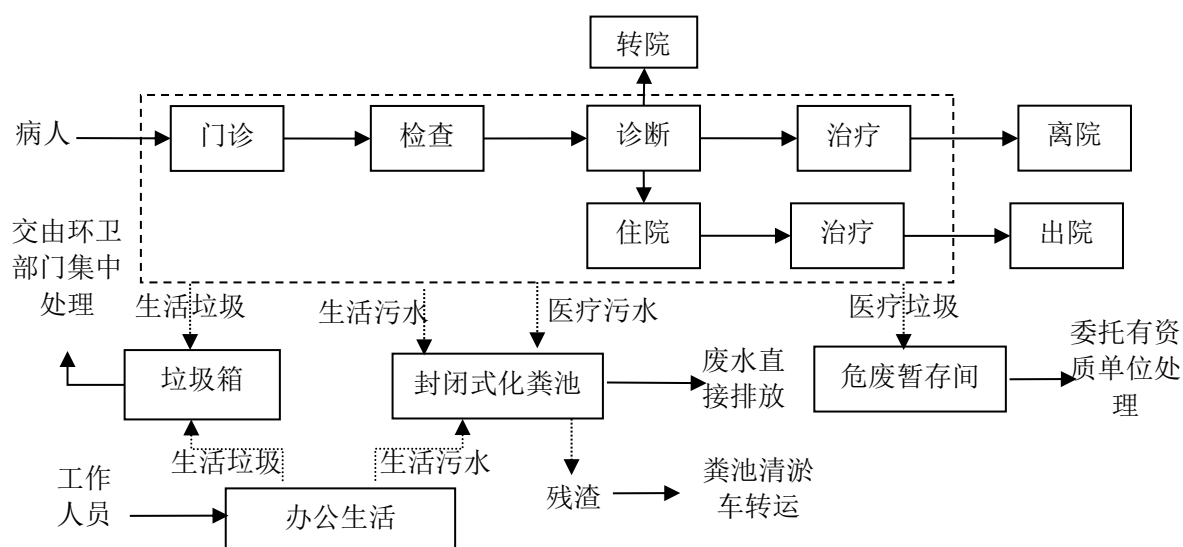 转院
病人
门诊
检查
诊断
治疗
离院
住院
治疗
出院
交由环卫
部门集中
处理
生活垃圾
生活污水
医疗污水
医疗垃圾
垃圾箱
封闭式化粪池
废水直
接排放
危废暂存间
委托有资
质单位处
理
生活垃圾
生活污水
残渣
粪池清淤
车转运
工作
人员
办公生活